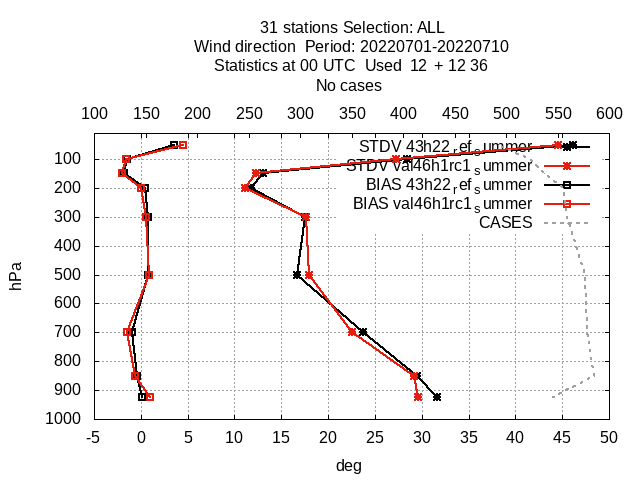 31 stations Selection: ALL
Wind direction  Period: 20220701-20220710
Statistics at 00 UTC  Used  12 + 12 36
No cases
100 150 200 250 300 350 400 450 500 550 600
STDV 43h22_ref_summer
STDV val46h1rc1_summer
BIAS 43h22_ref_summer
BIAS val46h1rc1_summer
CASES
hPa
100
200
300
400
500
600
700
800
900
1000
-5 0 5 10 15 20 25 30 35 40 45 50
deg